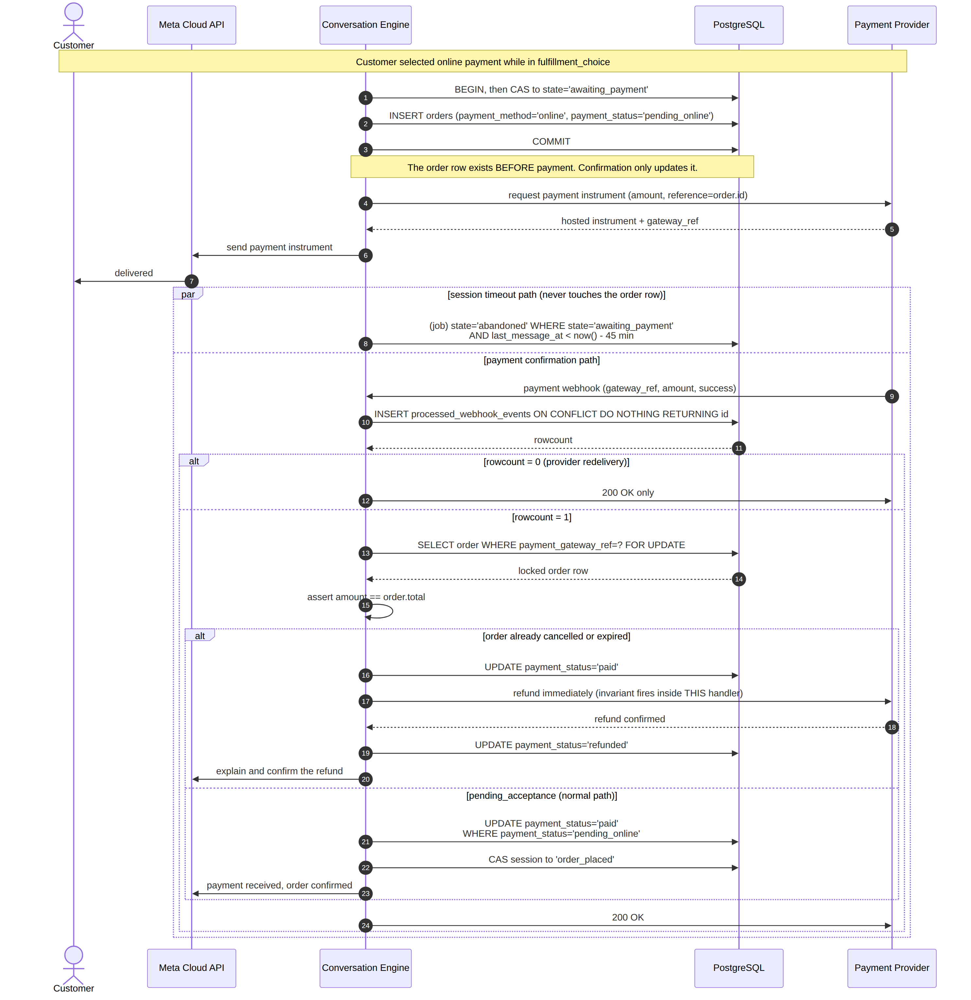 Customer
Meta Cloud API
Conversation Engine
PostgreSQL
Payment Provider
Customer selected online payment while in fulfillment_choice
1
BEGIN, then CAS to state='awaiting_payment'
2
INSERT orders (payment_method='online', payment_status='pending_online')
3
COMMIT
The order row exists BEFORE payment. Confirmation only updates it.
4
request payment instrument (amount, reference=order.id)
hosted instrument + gateway_ref
5
send payment instrument
6
delivered
7
par
[session timeout path (never touches the order row)]
(job) state='abandoned' WHERE state='awaiting_payment'
AND last_message_at < now() - 45 min
8
[payment confirmation path]
payment webhook (gateway_ref, amount, success)
9
INSERT processed_webhook_events ON CONFLICT DO NOTHING RETURNING id
10
rowcount
11
alt
[rowcount = 0 (provider redelivery)]
200 OK only
12
[rowcount = 1]
SELECT order WHERE payment_gateway_ref=? FOR UPDATE
13
locked order row
14
assert amount == order.total
15
alt
[order already cancelled or expired]
UPDATE payment_status='paid'
16
refund immediately (invariant fires inside THIS handler)
17
refund confirmed
18
UPDATE payment_status='refunded'
19
explain and confirm the refund
20
[pending_acceptance (normal path)]
UPDATE payment_status='paid'
WHERE payment_status='pending_online'
21
CAS session to 'order_placed'
22
payment received, order confirmed
23
200 OK
24
Customer
Meta Cloud API
Conversation Engine
PostgreSQL
Payment Provider